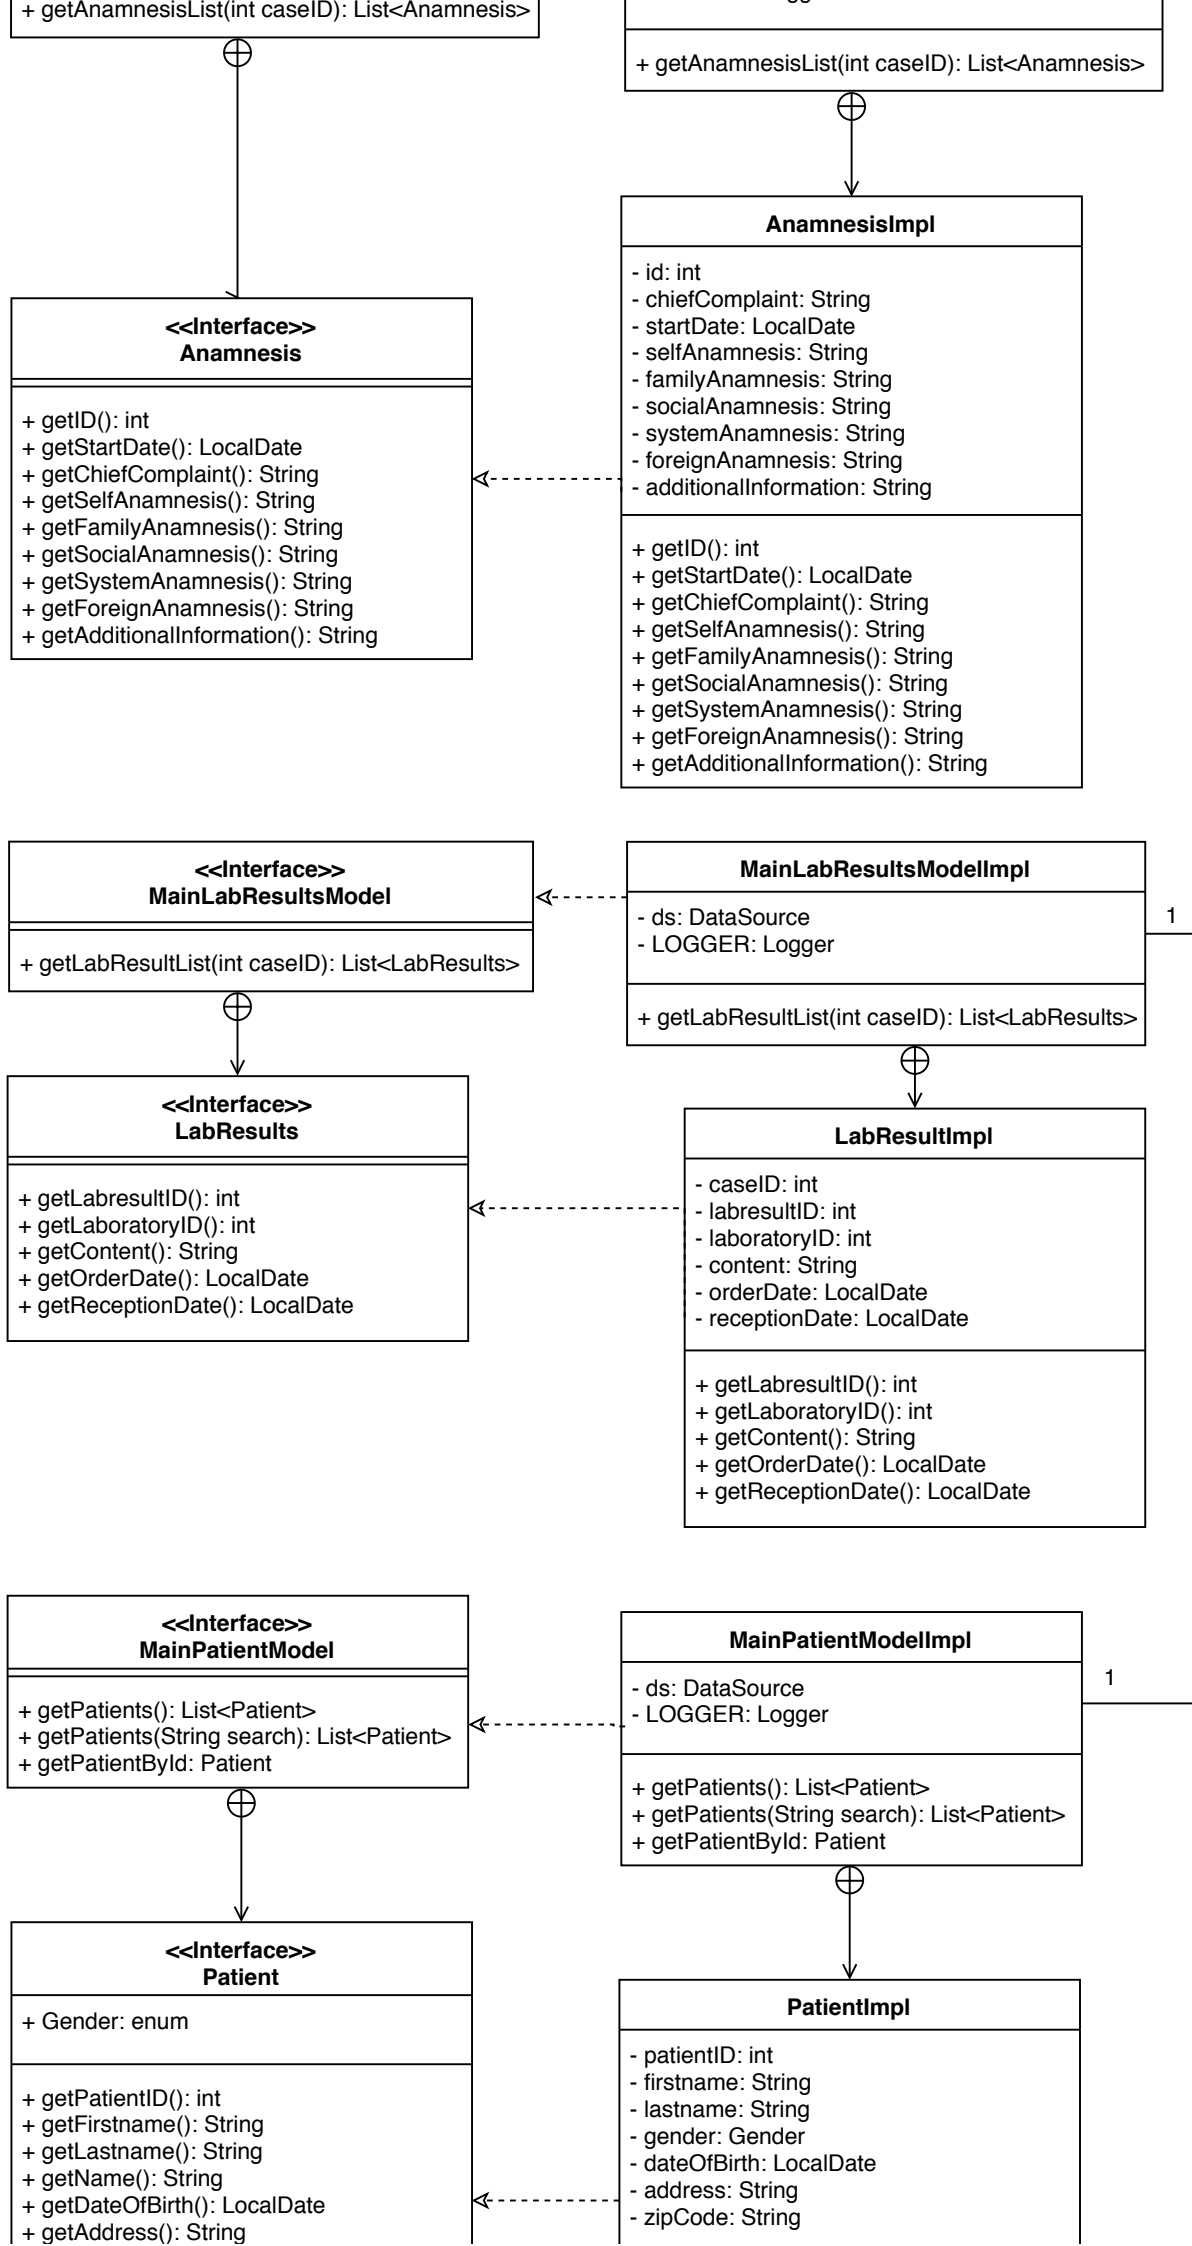 + getAnamnesisList(int caseID): List<Anamnesis>
+ getAnamnesisList(int caseID): List<Anamnesis>
AnamnesisImpl
- id: int
- chiefComplaint: String
- startDate: LocalDate
- selfAnamnesis: String
- familyAnamnesis: String
- socialAnamnesis: String
- systemAnamnesis: String
- foreignAnamnesis: String
- additionalInformation: String
+ getID(): int
+ getStartDate(): LocalDate
+ getChiefComplaint(): String
+ getSelfAnamnesis(): String
+ getFamilyAnamnesis(): String
+ getSocialAnamnesis(): String
+ getSystemAnamnesis(): String
+ getForeignAnamnesis(): String
+ getAdditionalInformation(): String
<<Interface>>
Anamnesis
+ getID(): int
+ getStartDate(): LocalDate
+ getChiefComplaint(): String
+ getSelfAnamnesis(): String
+ getFamilyAnamnesis(): String
+ getSocialAnamnesis(): String
+ getSystemAnamnesis(): String
+ getForeignAnamnesis(): String
+ getAdditionalInformation(): String
<<Interface>>
MainLabResultsModel
+ getLabResultList(int caseID): List<LabResults>
MainLabResultsModelImpl
- ds: DataSource
- LOGGER: Logger
+ getLabResultList(int caseID): List<LabResults>
1
<<Interface>>
LabResults
+ getLabresultID(): int
+ getLaboratoryID(): int
+ getContent(): String
+ getOrderDate(): LocalDate
+ getReceptionDate(): LocalDate
LabResultImpl
- caseID: int
- labresultID: int
- laboratoryID: int
- content: String
- orderDate: LocalDate
- receptionDate: LocalDate
+ getLabresultID(): int
+ getLaboratoryID(): int
+ getContent(): String
+ getOrderDate(): LocalDate
+ getReceptionDate(): LocalDate
<<Interface>>
MainPatientModel
+ getPatients(): List<Patient>
+ getPatients(String search): List<Patient>
+ getPatientById: Patient
MainPatientModelImpl
- ds: DataSource
- LOGGER: Logger
+ getPatients(): List<Patient>
+ getPatients(String search): List<Patient>
+ getPatientById: Patient
1
<<Interface>>
Patient
+ Gender: enum
+ getPatientID(): int
+ getFirstname(): String
+ getLastname(): String
+ getName(): String
+ getDateOfBirth(): LocalDate
+ getAddress(): String
PatientImpl
- patientID: int
- firstname: String
- lastname: String
- gender: Gender
- dateOfBirth: LocalDate
- address: String
- zipCode: String